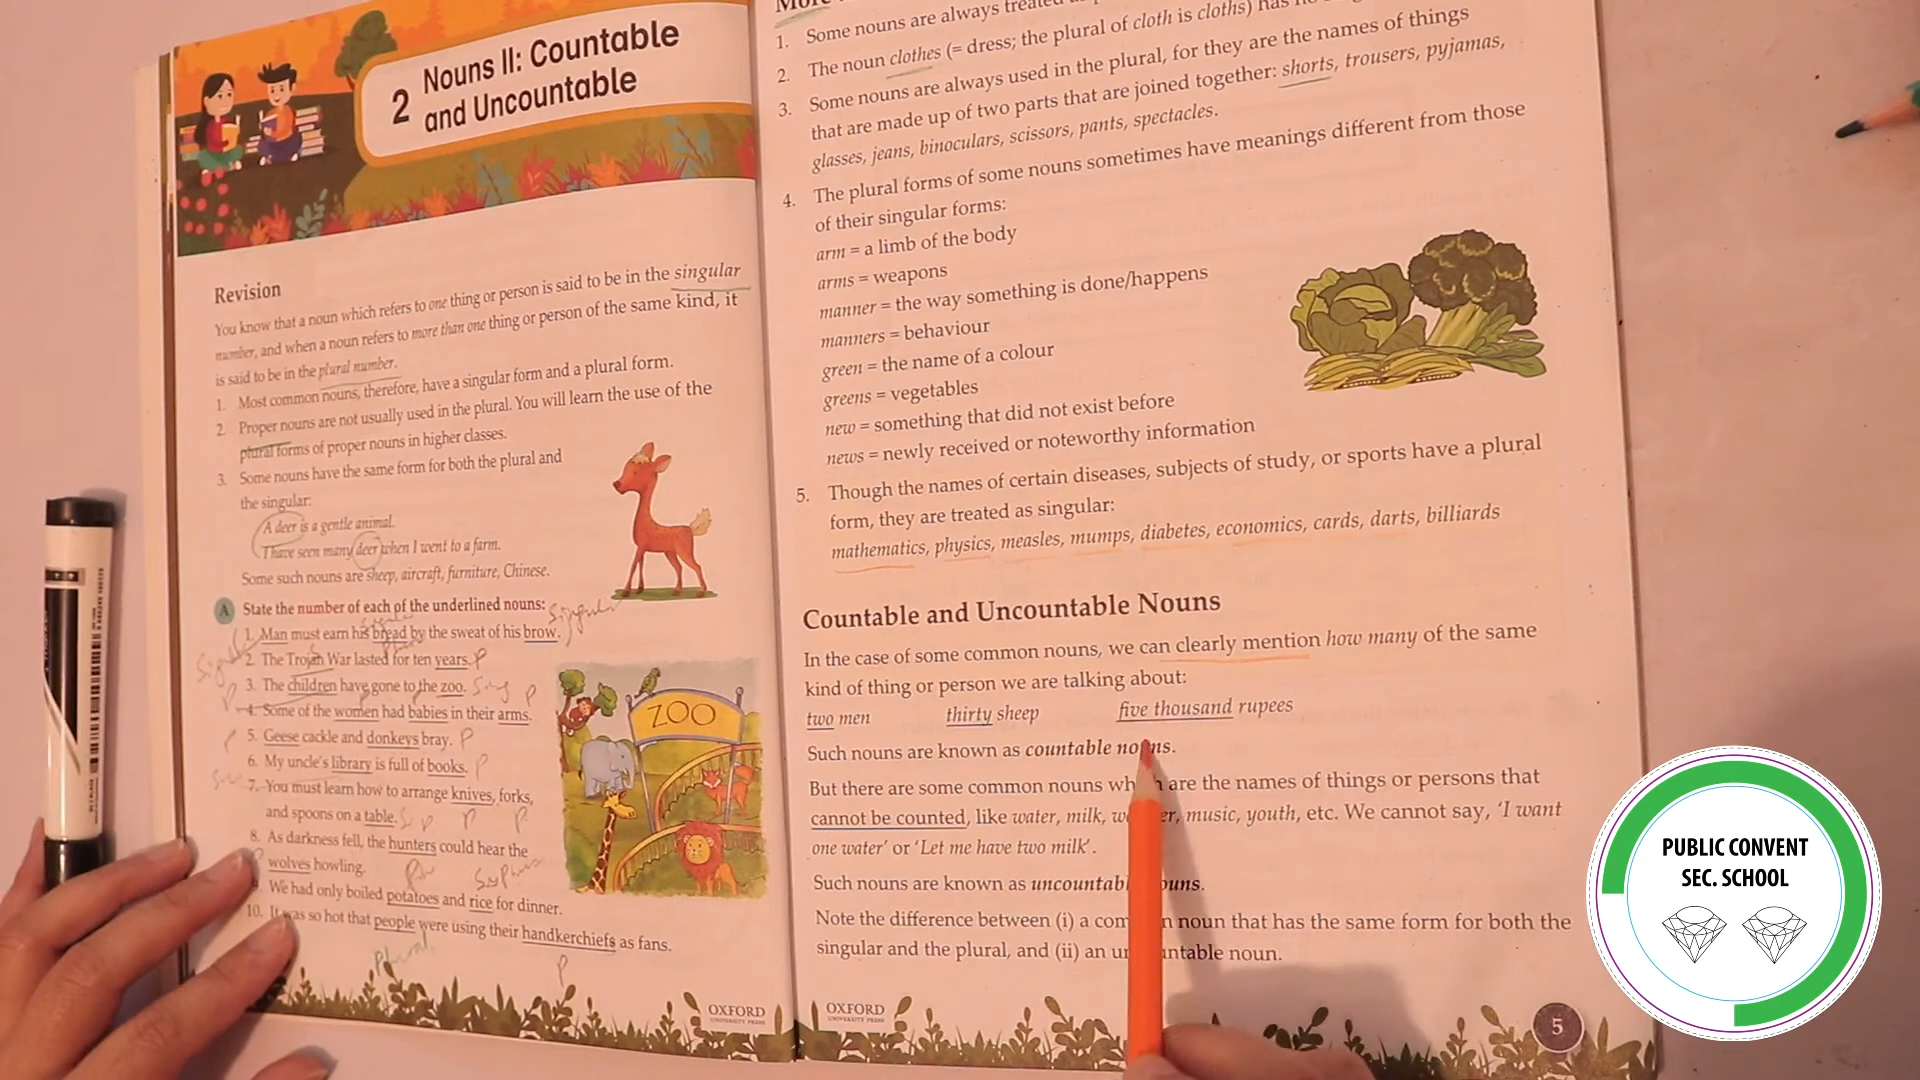 2 Nouns II: Countable
and Uncountable
Revision
You know that a noun which refers to one thing or person is said to be in the singular
number, and when a noun refers to more than one thing or person of the same kind, it
is said to be in the plural number.
1. Most common nouns, therefore, have a singular form and a plural form.
2. Proper nouns are not usually used in the plural. You will learn the use of the
plural forms of proper nouns in higher classes.
3. Some nouns have the same form for both the plural and
the singular:
A deer is a gentle animal.
I have seen many deer when I went to a farm.
Some such nouns are sheep, aircraft, furniture, Chinese.
A State the number of each of the underlined nouns:
1. Man must earn his bread by the sweat of his brow.
2. The Trojan War lasted for ten years. P
3. The children have gone to the zoo. P
4. Some of the women had babies in their arms.
5. Geese cackle and donkeys bray. P
6. My uncle's library is full of books. P
7. You must learn how to arrange knives, forks,
and spoons on a table. P P P
8. As darkness fell, the hunters could hear the
wolves howling.
We had only boiled potatoes and rice for dinner.
10. It was so hot that people were using their handkerchiefs as fans.
Plural P
ZOO
OXFORD
UNIVERSITY PRESS
More
1. Some nouns are always treated
2. The noun clothes (= dress; the plural of cloth is cloths) has no
3. Some nouns are always used in the plural, for they are the names of things
that are made up of two parts that are joined together: shorts, trousers, pyjamas,
glasses, jeans, binoculars, scissors, pants, spectacles.
4. The plural forms of some nouns sometimes have meanings different from those
of their singular forms:
arm = a limb of the body
arms = weapons
manner = the way something is done/happens
manners = behaviour
green = the name of a colour
greens = vegetables
new = something that did not exist before
news = newly received or noteworthy information
5. Though the names of certain diseases, subjects of study, or sports have a plural
form, they are treated as singular:
mathematics, physics, measles, mumps, diabetes, economics, cards, darts, billiards
Countable and Uncountable Nouns
In the case of some common nouns, we can clearly mention how many of the same
kind of thing or person we are talking about:
two men thirty sheep five thousand rupees
Such nouns are known as countable nouns.
But there are some common nouns which are the names of things or persons that
cannot be counted, like water, milk, music, youth, etc. We cannot say, 'I want
one water' or 'Let me have two milk'.
Such nouns are known as uncountable nouns.
Note the difference between (i) a common noun that has the same form for both the
singular and the plural, and (ii) an uncountable noun.
OXFORD
UNIVERSITY PRESS
5
PUBLIC CONVENT
SEC. SCHOOL